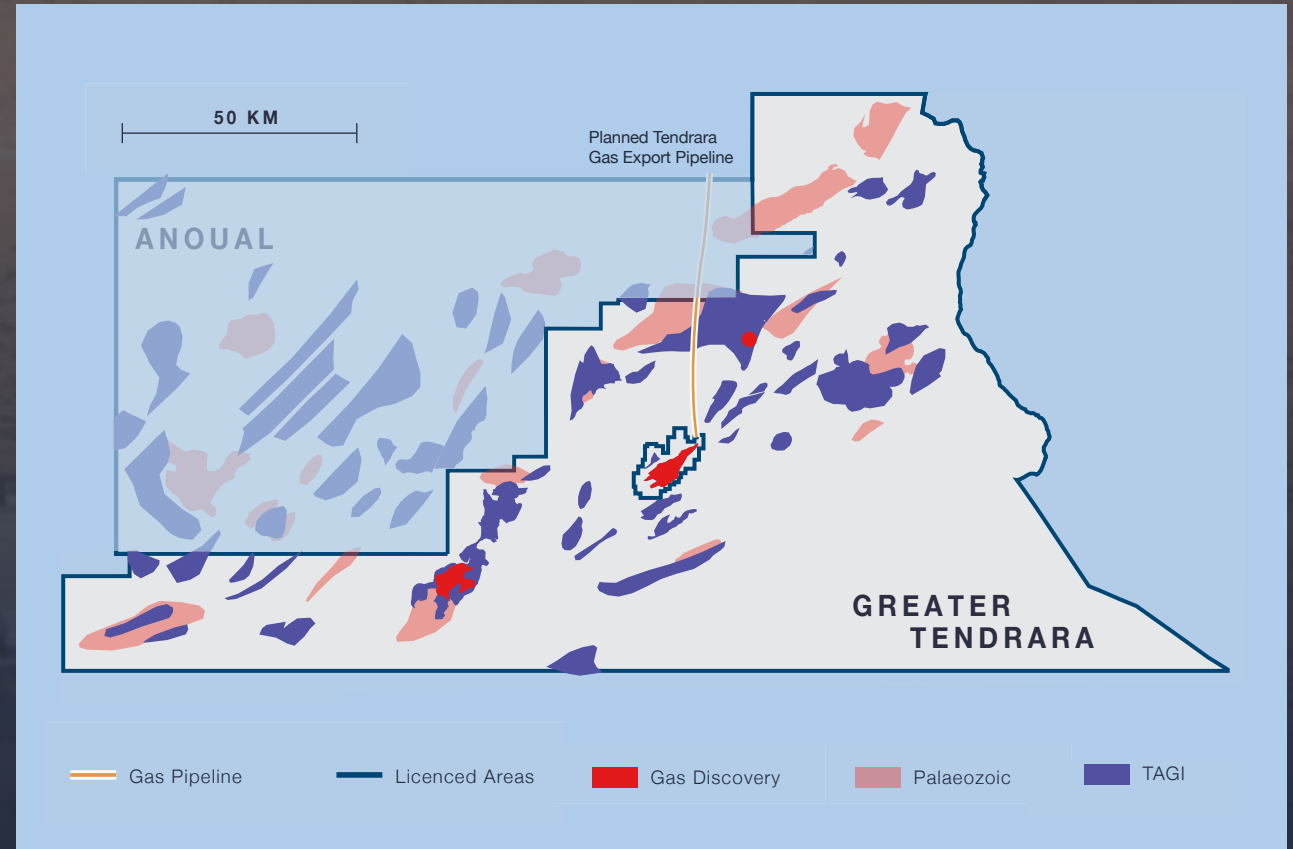 50 KM
Planned Tendrara
Gas Export Pipeline
ANOUAL
GREATER
TENDRARA
Gas Pipeline
Licenced Areas
Gas Discovery
Palaeozoic
TAGI